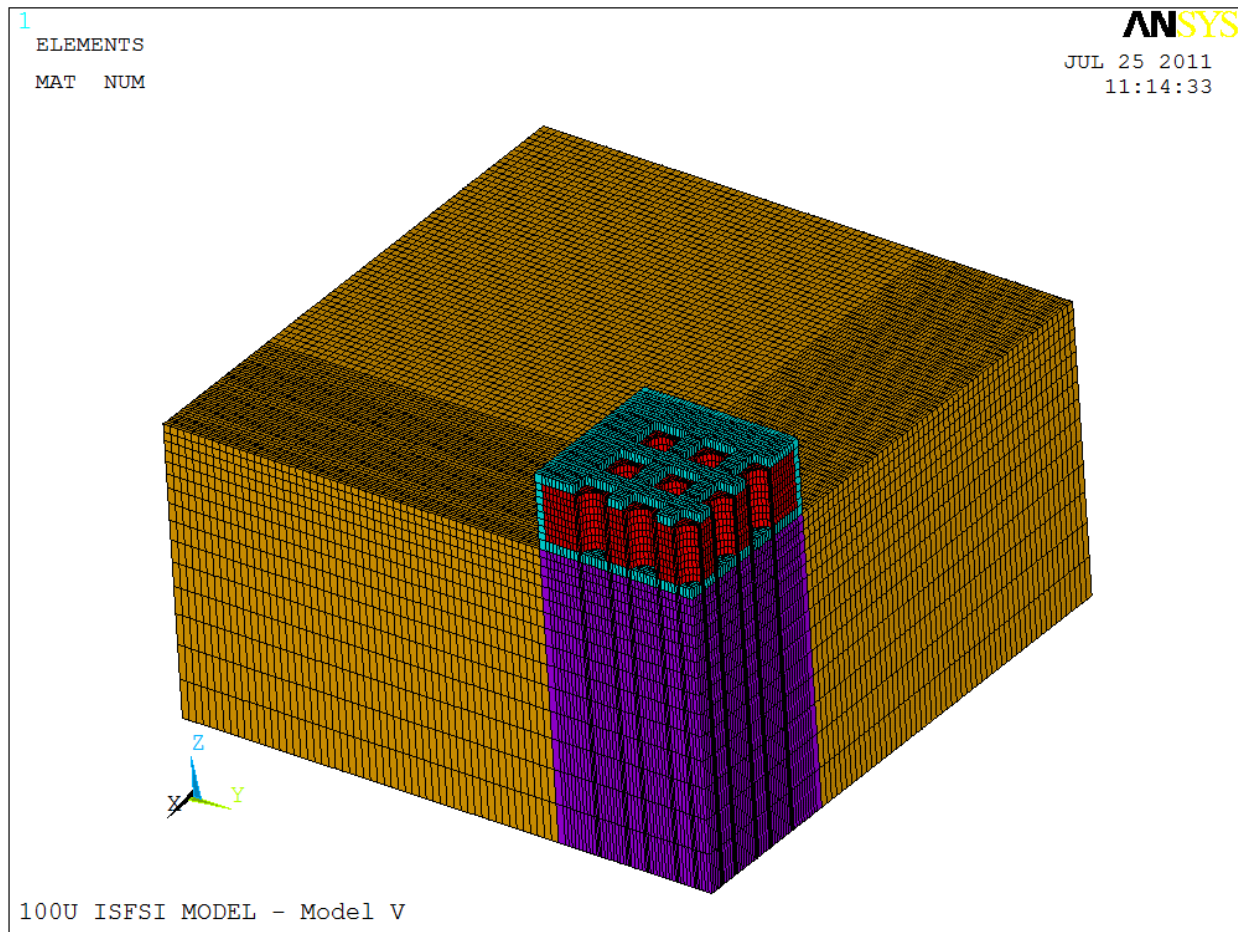 1
ELEMENTS
MAT NUM
ANSYS
JUL 25 2011
11:14:33
Z
Y
X
100U ISFSI MODEL - Model V